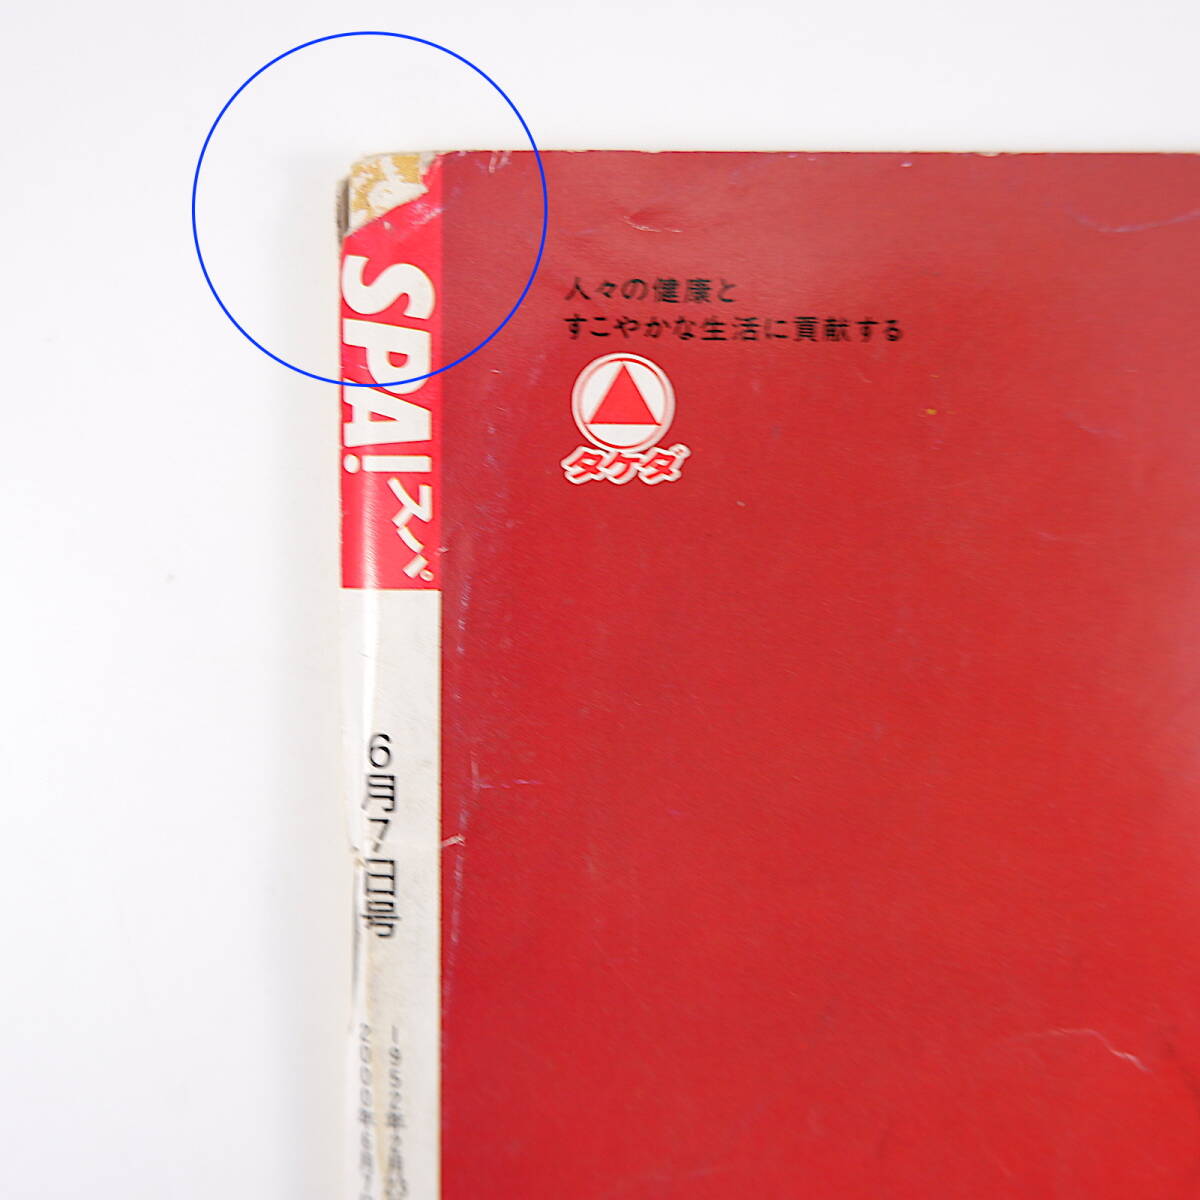 人々の健康と
すこやかな生活に貢献する
タケダ
SPA!スパ
6月7日号